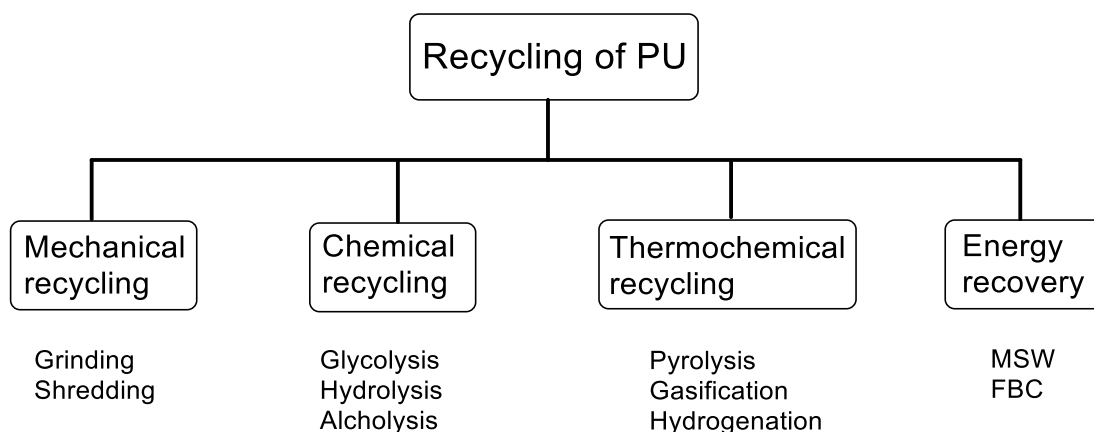 Recycling of PU
Mechanical
recycling
Chemical
recycling
Thermochemical
recycling
Energy
recovery
Grinding
Shredding
Glycolysis
Hydrolysis
Alcholysis
Pyrolysis
Gasification
Hydrogenation
MSW
FBC